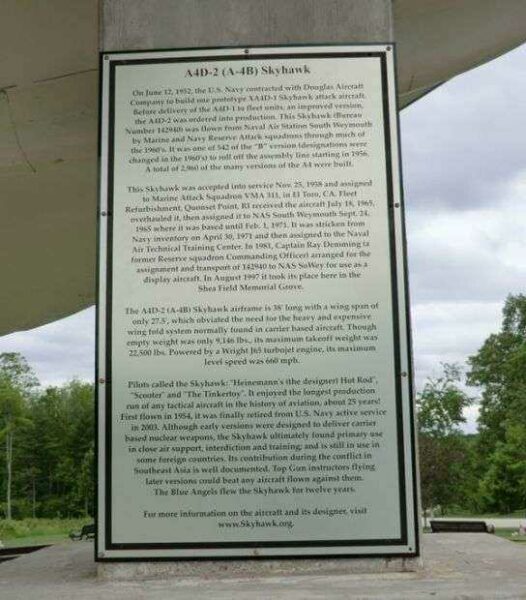 A4D-2 (A-4B) Skyhawk
On June 12, 1952, the U.S. Navy contracted with Douglas Aircraft
Company to build one prototype XA4D-1 Skyhawk attack aircraft.
Before delivery of the A4D-1 to fleet units, an improved version,
the A4D-2 was ordered into production. This Skyhawk (Bureau
Number 142940) was flown from Naval Air Station South Weymouth
by Marine and Navy Reserve Attack squadrons through much of
the 1960's. It was one of 542 of the "B" version (designations were
changed in the 1960's) to roll off the assembly line starting in 1956.
A total of 2,960 of the many versions of the A4 were built.
This Skyhawk was accepted into service Nov. 25, 1958 and assigned
to Marine Attack Squadron VMA 311, in El Toro, CA. Fleet
Refurbishment, Quonset Point, RI received the aircraft July 18, 1965,
overhauled it, then assigned it to NAS South Weymouth Sept. 24,
1965 where it was based until Feb. 1, 1971. It was stricken from
Navy inventory on April 30, 1971 and then assigned to the Naval
Air Technical Training Center. In 1983, Captain Ray Demming (a
former Reserve squadron Commanding Officer) arranged for the
assignment and transport of 142940 to NAS SoWey for use as a
display aircraft. In August 1997 it took its place here in the
Shea Field Memorial Grove.
The A4D-2 (A-4B) Skyhawk airframe is 38' long with a wing span of
only 27.5', which obviated the need for the heavy and expensive
wing fold system normally found in carrier based aircraft. Though
empty weight was only 9,146 lbs., its maximum takeoff weight was
22,500 lbs. Powered by a Wright J65 turbojet engine, its maximum
level speed was 660 mph.
Pilots called the Skyhawk: "Heinemann's (the designer) Hot Rod",
"Scooter" and "The Tinkertoy". It enjoyed the longest production
run of any tactical aircraft in the history of aviation, about 25 years!
First flown in 1954, it was finally retired from U.S. Navy active service
in 2003. Although early versions were designed to deliver carrier
based nuclear weapons, the Skyhawk ultimately found primary use
in close air support, interdiction and training; and is still in use in
some foreign countries. Its contribution during the conflict in
Southeast Asia is well documented. Top Gun instructors flying
later versions could beat any aircraft flown against them.
The Blue Angels flew the Skyhawk for twelve years.
For more information on the aircraft and its designer, visit
www.Skyhawk.org.